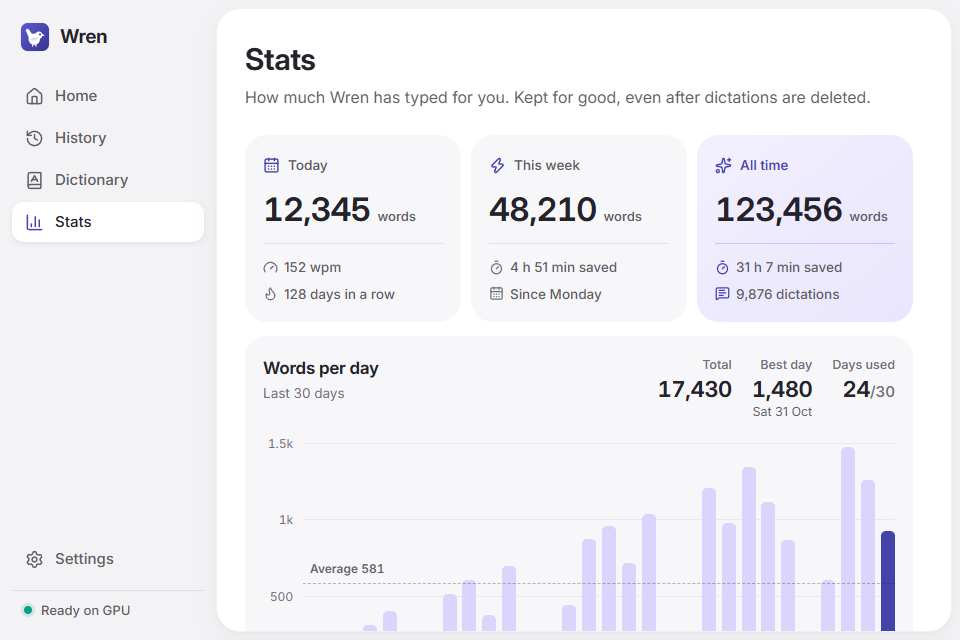 Wren
Home
History
Dictionary
Stats
Settings
Ready on GPU
Stats
How much Wren has typed for you. Kept for good, even after dictations are deleted.
Today
12,345 words
152 wpm
128 days in a row
This week
48,210 words
4 h 51 min saved
Since Monday
All time
123,456 words
31 h 7 min saved
9,876 dictations
Words per day
Last 30 days
Total
17,430
Best day
1,480
Sat 31 Oct
Days used
24/30
1.5k
1k
Average 581
500